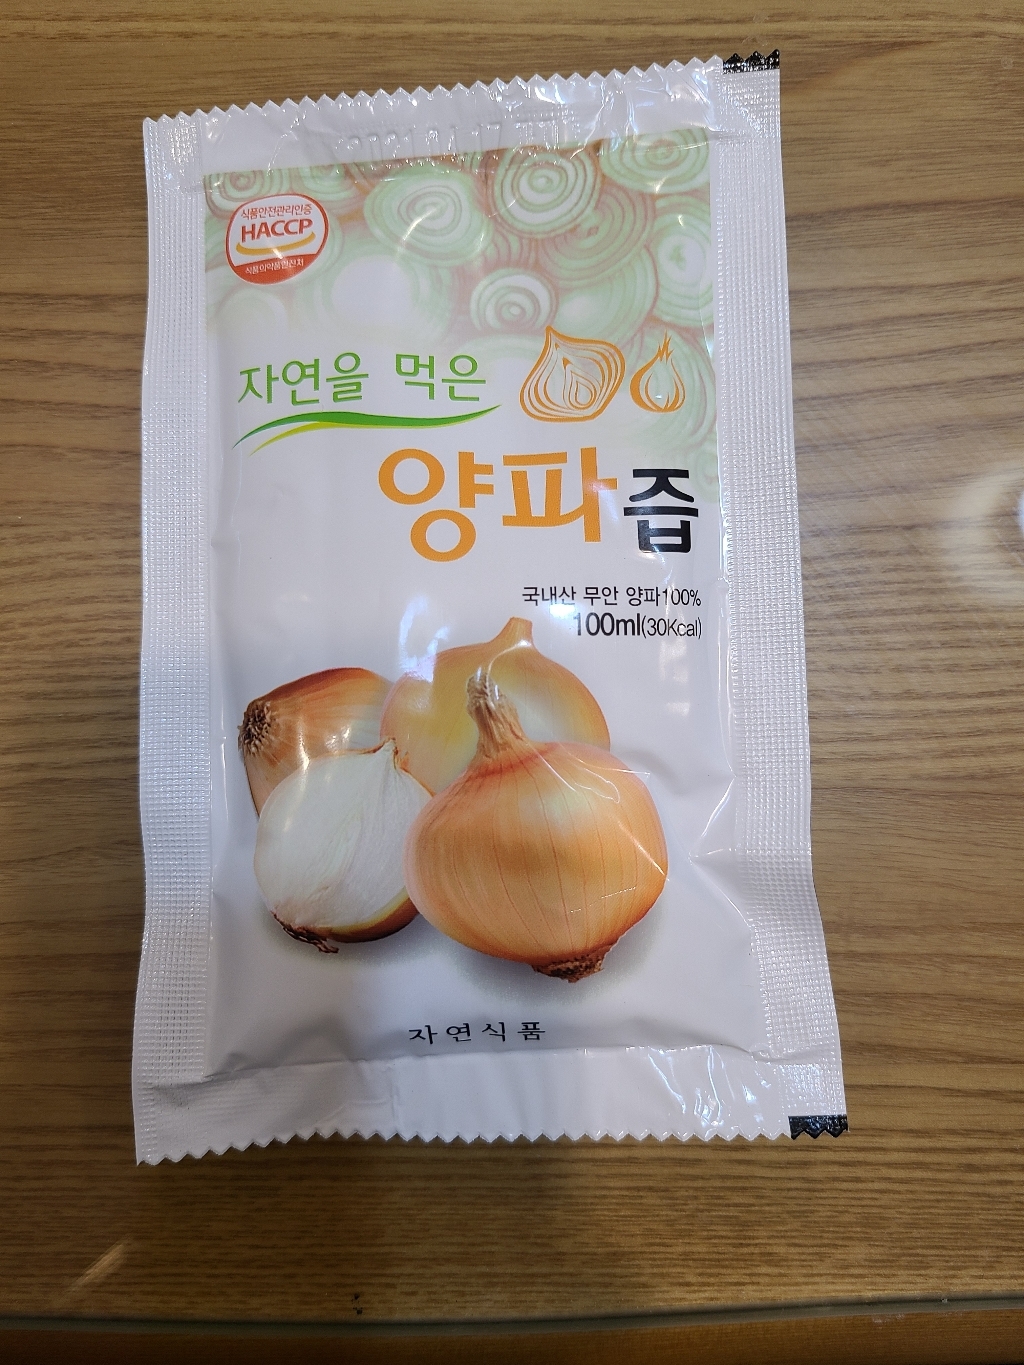 식품안전관리인증
HACCP
식품의약품안전처
자연을 먹은
양파즙
국내산 무안 양파100%
100ml(30Kcal)
자연식품